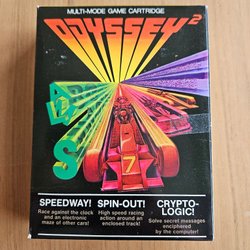 MULTI-MODE GAME CARTRIDGE
ODYSSEY²
7
SPEEDWAY!
Race against the clock
and an electronic
maze of other cars!
SPIN-OUT!
High speed racing
action around an
enclosed track!
CRYPTO-
LOGIC!
Solve secret messages
enciphered
by the computer!